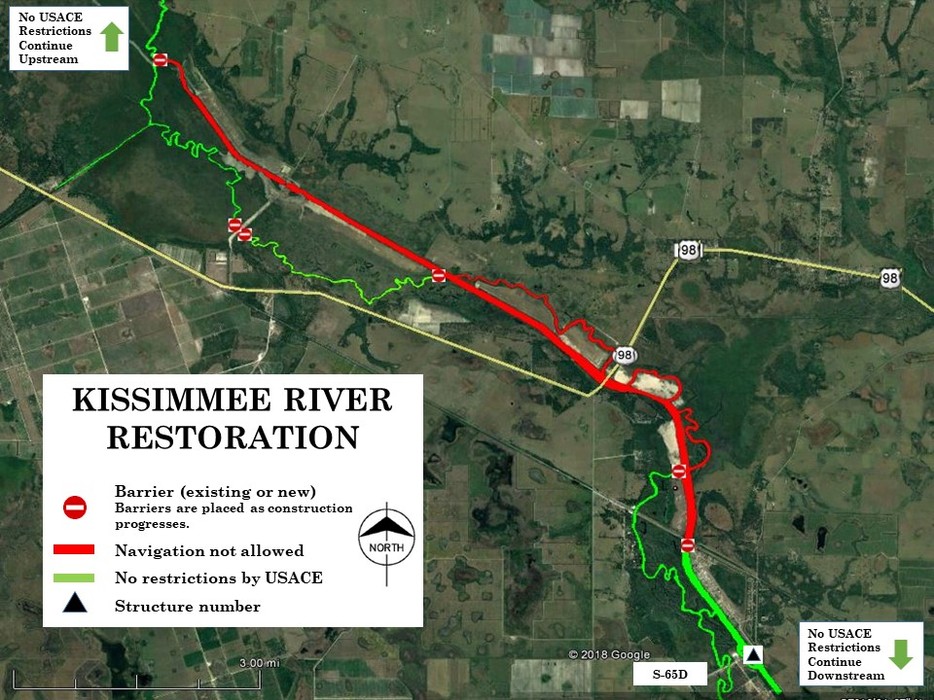 No USACE
Restrictions
Continue
Upstream
98
98
98
KISSIMMEE RIVER
RESTORATION
Barrier (existing or new)
Barriers are placed as construction
progresses.
Navigation not allowed
No restrictions by USACE
Structure number
NORTH
3.00 mi
© 2018 Google
S-65D
No USACE
Restrictions
Continue
Downstream